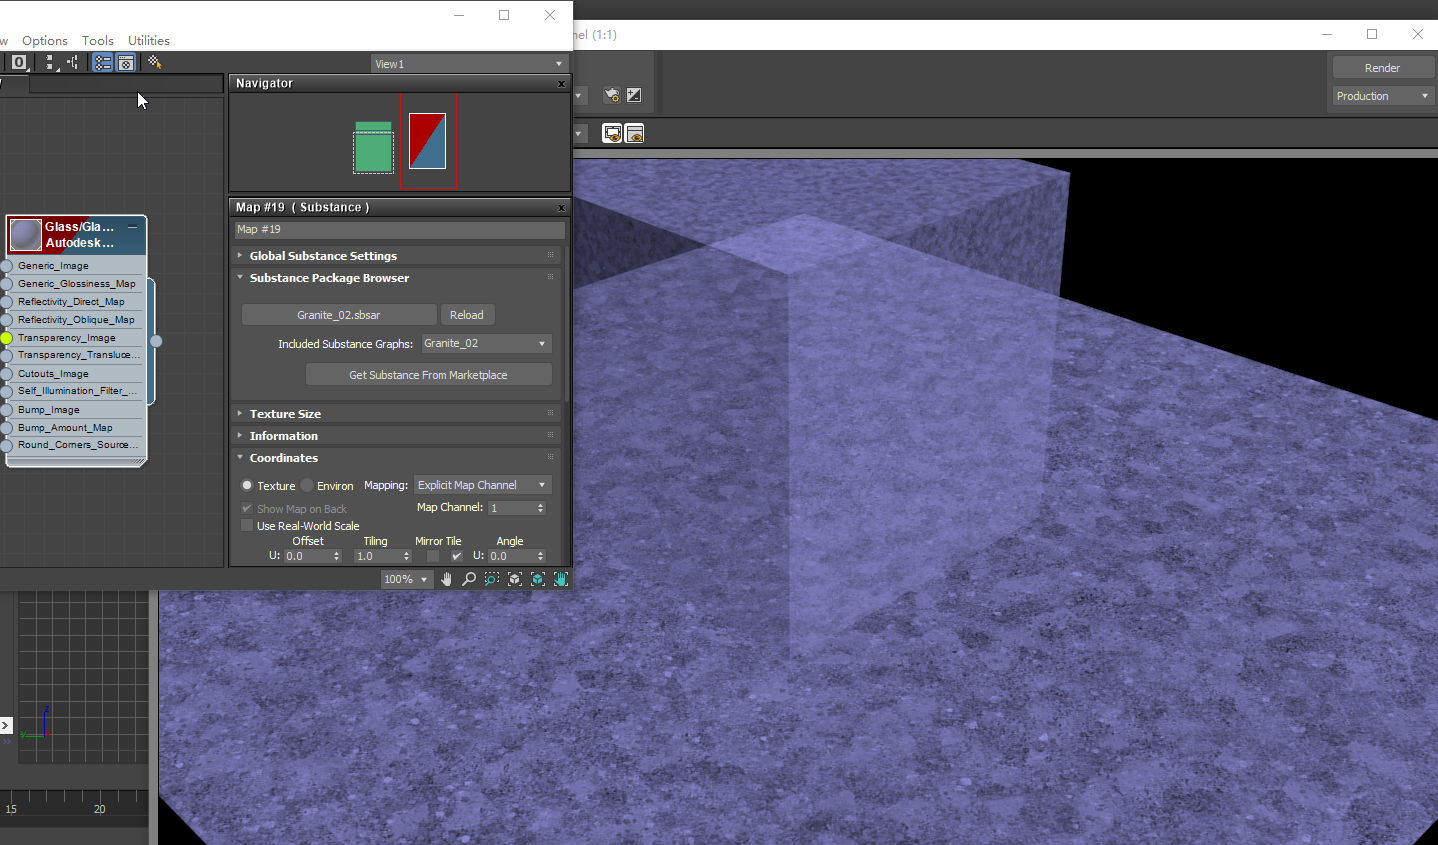 w Options Tools Utilities
nel (1:1)
0
View1
Render
Production
Navigator
Map #19 ( Substance )
Map #19
Global Substance Settings
Substance Package Browser
Granite_02.sbsar
Reload
Included Substance Graphs:
Granite_02
Get Substance From Marketplace
Texture Size
Information
Coordinates
Texture
Environ
Mapping:
Explicit Map Channel
Show Map on Back
Map Channel:
1
Use Real-World Scale
Offset Tiling Mirror Tile Angle
U: 0.0 1.0 U: 0.0
100%
Glass/Gla...
Autodesk...
Generic_Image
Generic_Glossiness_Map
Reflectivity_Direct_Map
Reflectivity_Oblique_Map
Transparency_Image
Transparency_Transluce...
Cutouts_Image
Self_Illumination_Filter_...
Bump_Image
Bump_Amount_Map
Round_Corners_Source...
z
y
15 20